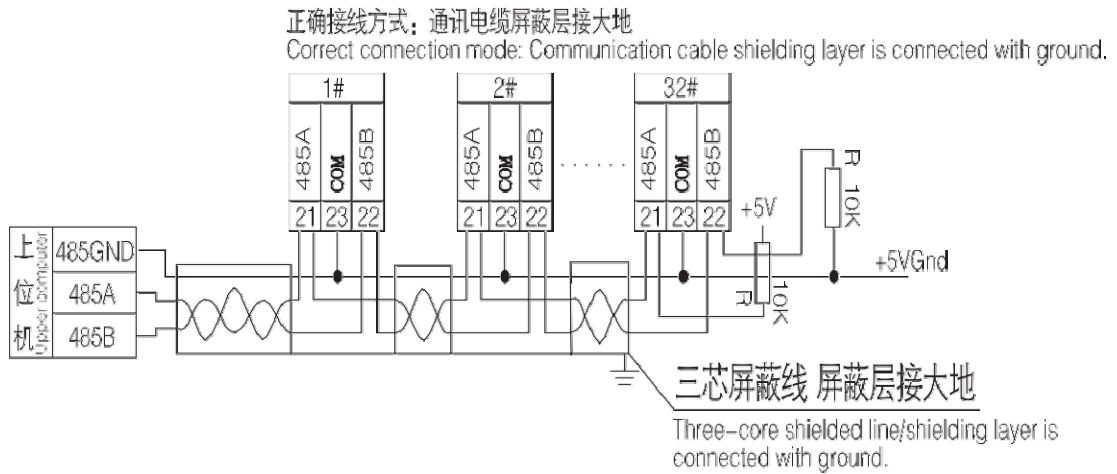 正确接线方式：通讯电缆屏蔽层接大地
Correct connection mode: Communication cable shielding layer is connected with ground.
1#
2#
32#
485A
COM
485B
485A
COM
485B
······
485A
COM
485B
21 23 22
21 23 22
21 23 22
+5V
R 10K
R 10K
+5VGnd
上位机
Upper computer
485GND
485A
485B
三芯屏蔽线 屏蔽层接大地
Three-core shielded line/shielding layer is
connected with ground.